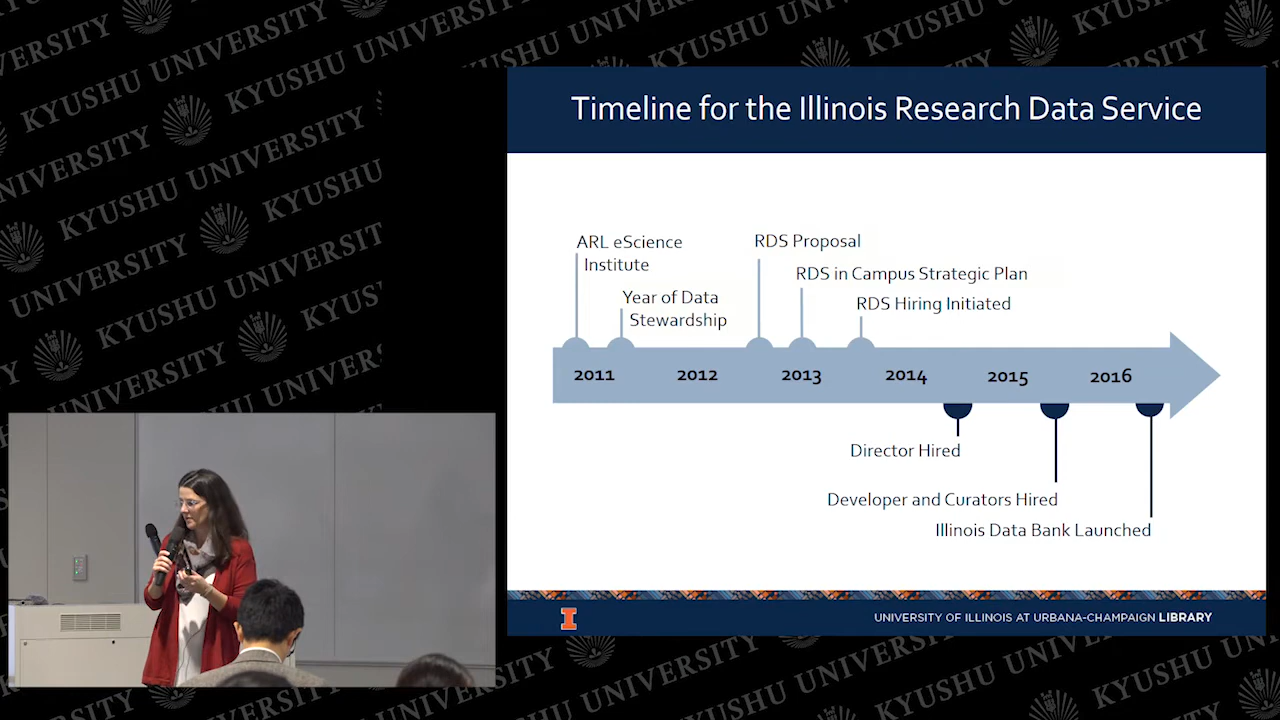 Timeline for the Illinois Research Data Service
ARL eScience
Institute
Year of Data
Stewardship
RDS Proposal
RDS in Campus Strategic Plan
RDS Hiring Initiated
2011 2012 2013 2014 2015 2016
Director Hired
Developer and Curators Hired
Illinois Data Bank Launched
I
UNIVERSITY OF ILLINOIS AT URBANA-CHAMPAIGN LIBRARY
KYUSHU UNIVERSITY